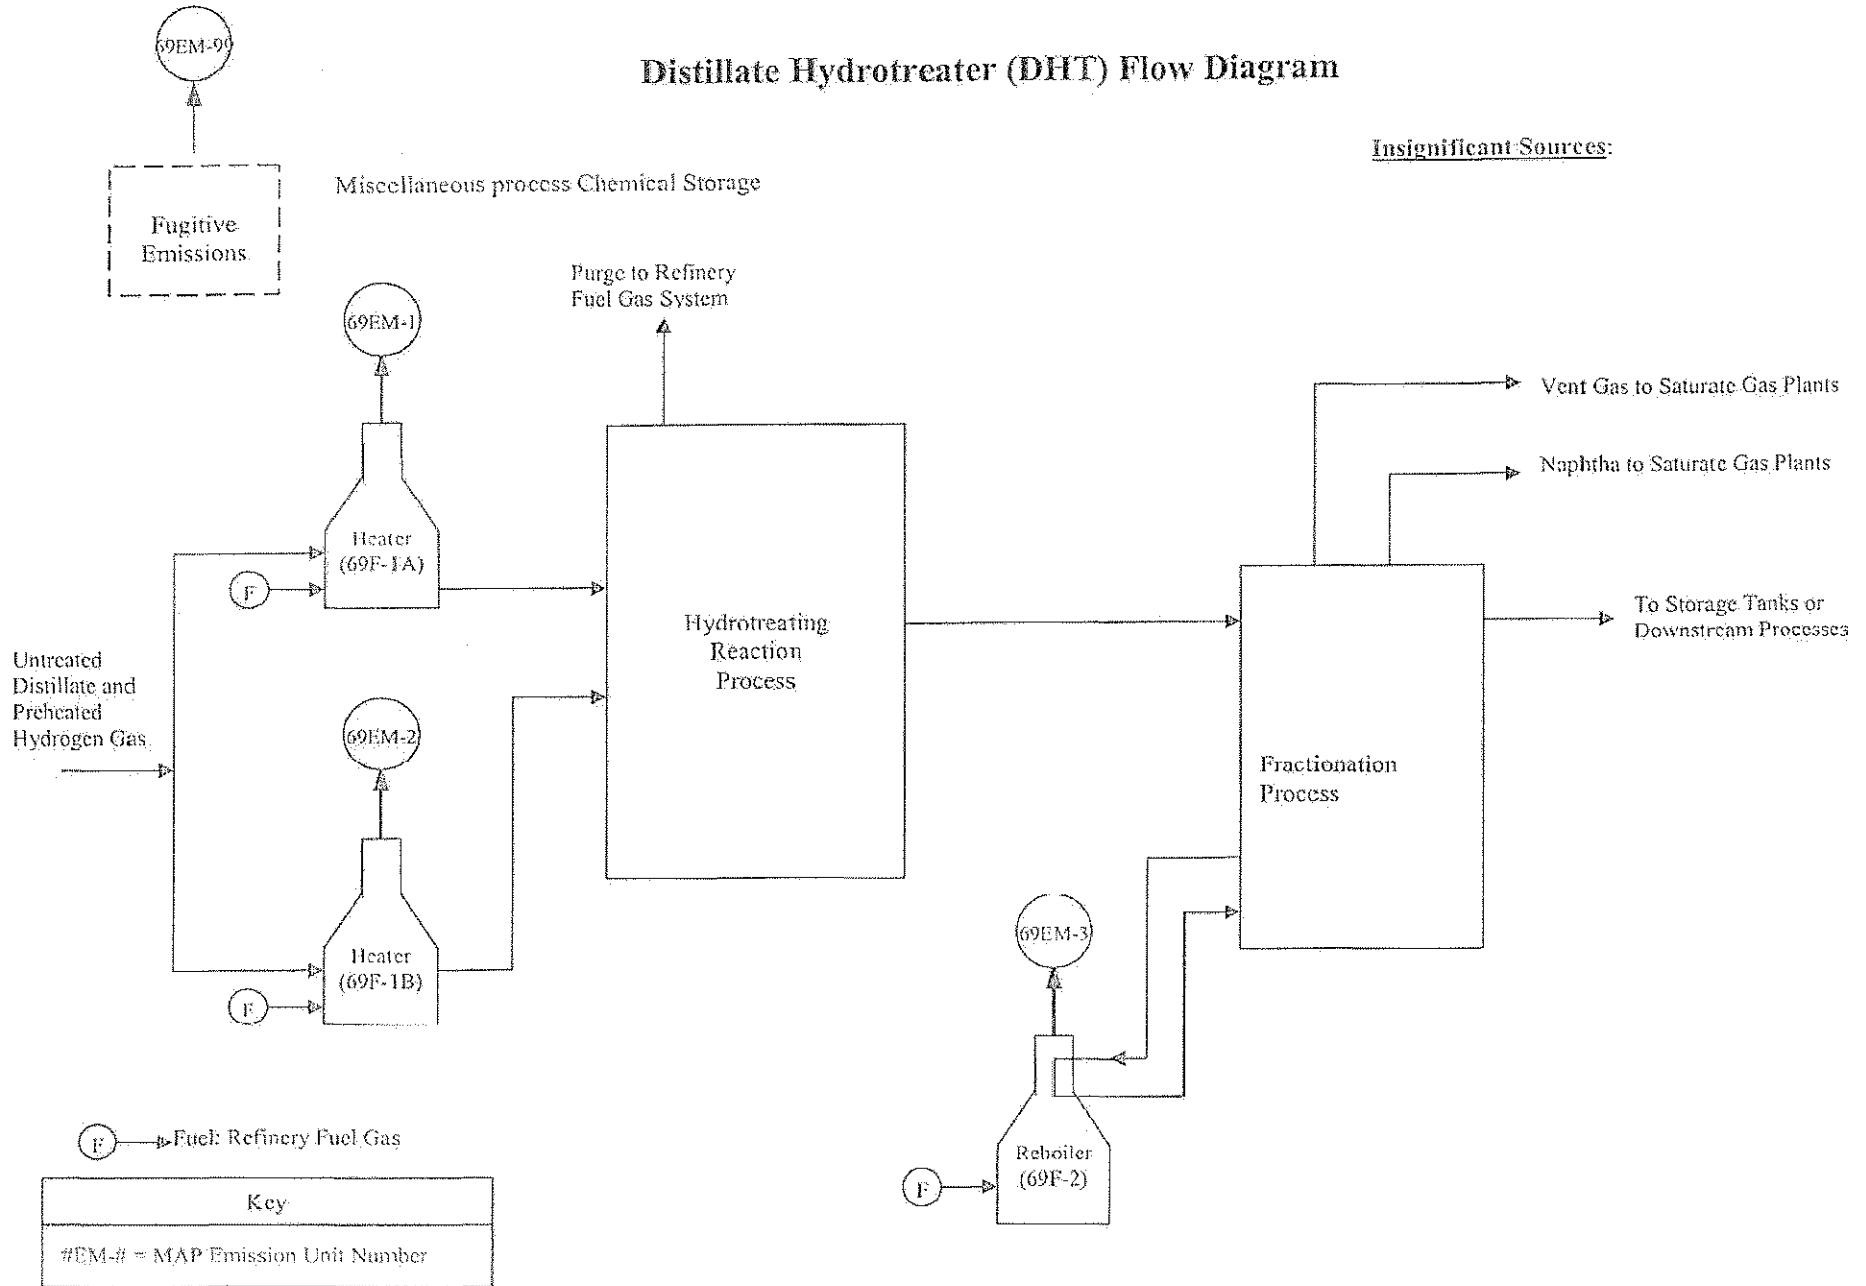 69EM-99
Distillate Hydrotreater (DHT) Flow Diagram
Insignificant Sources:
Miscellaneous process Chemical Storage
Fugitive
Emissions
Purge to Refinery
Fuel Gas System
69EM-1
Vent Gas to Saturate Gas Plants
Naphtha to Saturate Gas Plants
Heater
(69F-1A)
F
Hydrotreating
Reaction
Process
To Storage Tanks or
Downstream Processes
Untreated
Distillate and
Preheated
Hydrogen Gas
69EM-2
Fractionation
Process
Heater
(69F-1B)
F
69EM-3
F
Fuel: Refinery Fuel Gas
Reboiler
(69F-2)
F
Key
#EM-# = MAP Emission Unit Number